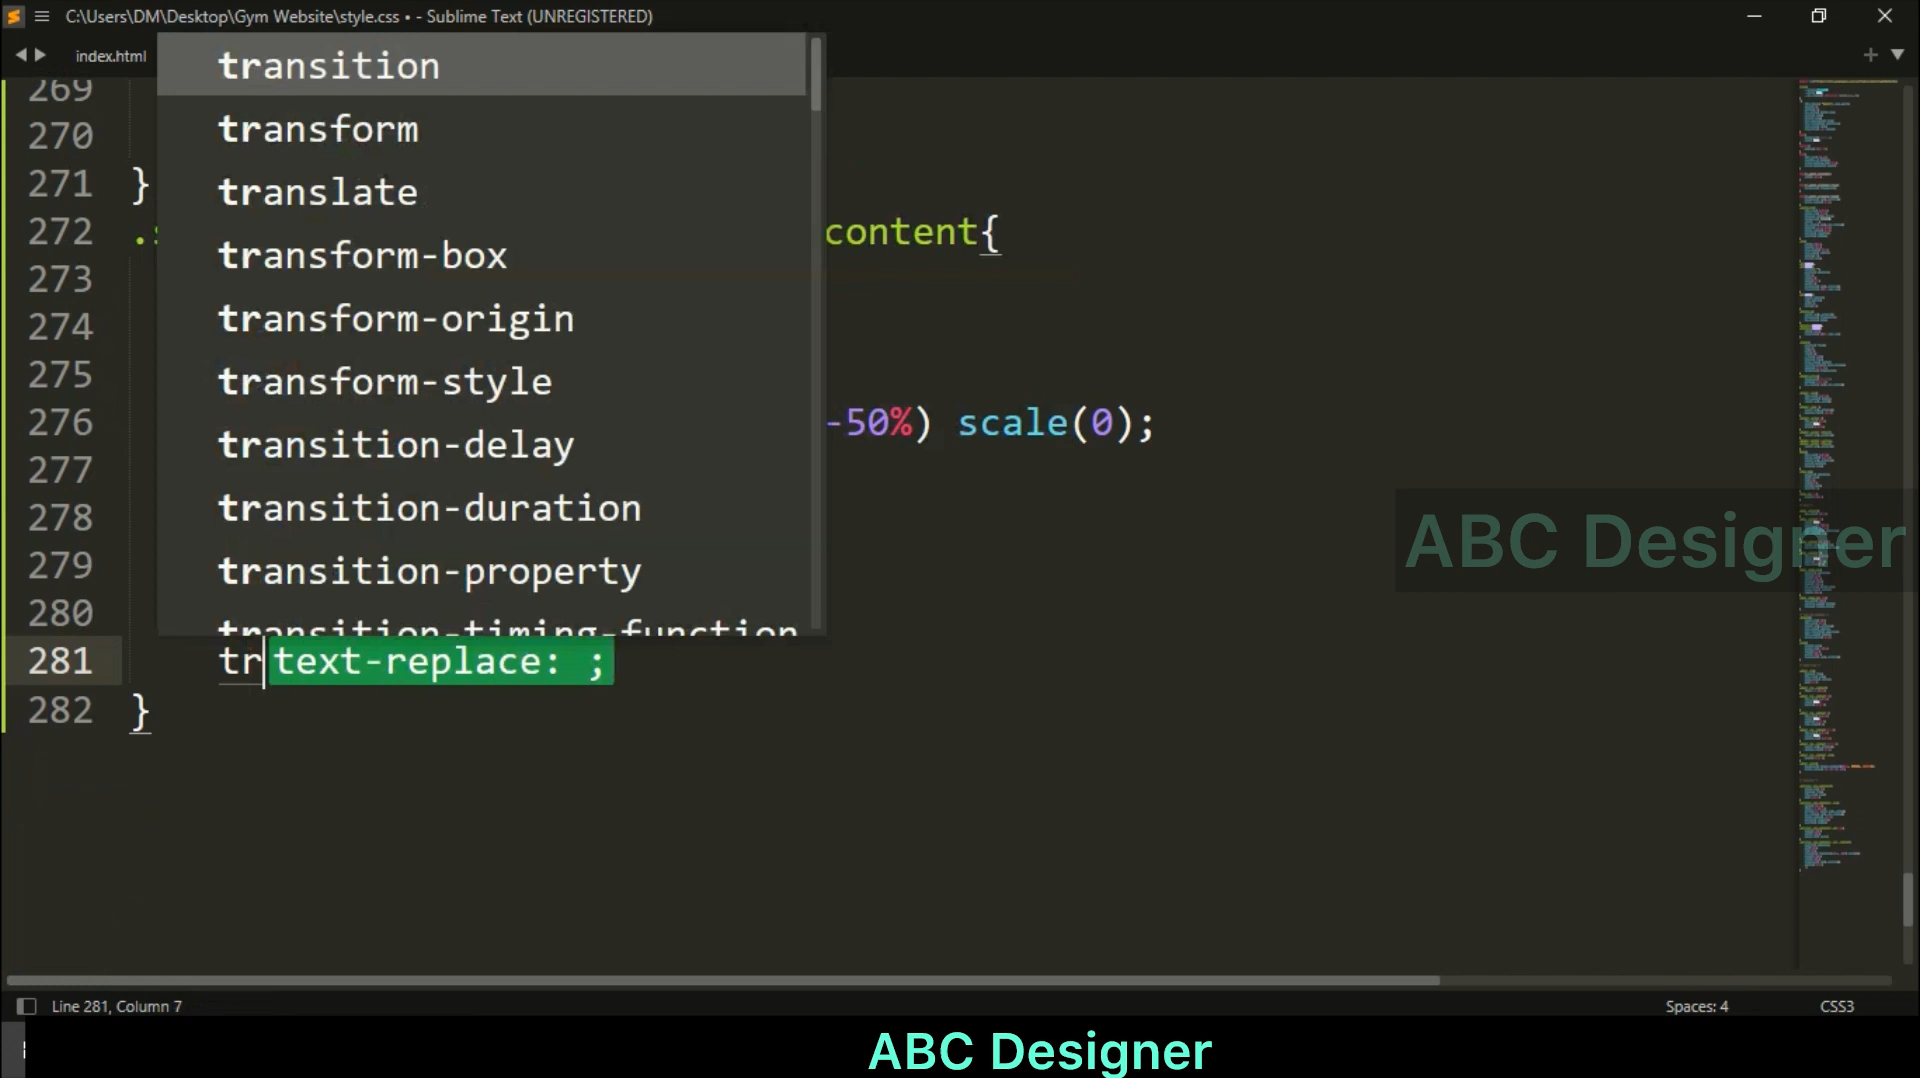 C:\Users\DM\Desktop\Gym Website\style.css • - Sublime Text (UNREGISTERED)
index.html
transition
transform
translate
transform-box
transform-origin
transform-style
transition-delay
transition-duration
transition-property
transition-timing-function
269
270
271 }
272 .s content{
273
274
275
276 -50%) scale(0);
277
278
279
280
281 tr text-replace: ;
282 }
ABC Designer
Line 281, Column 7
Spaces: 4
CSS3
ABC Designer